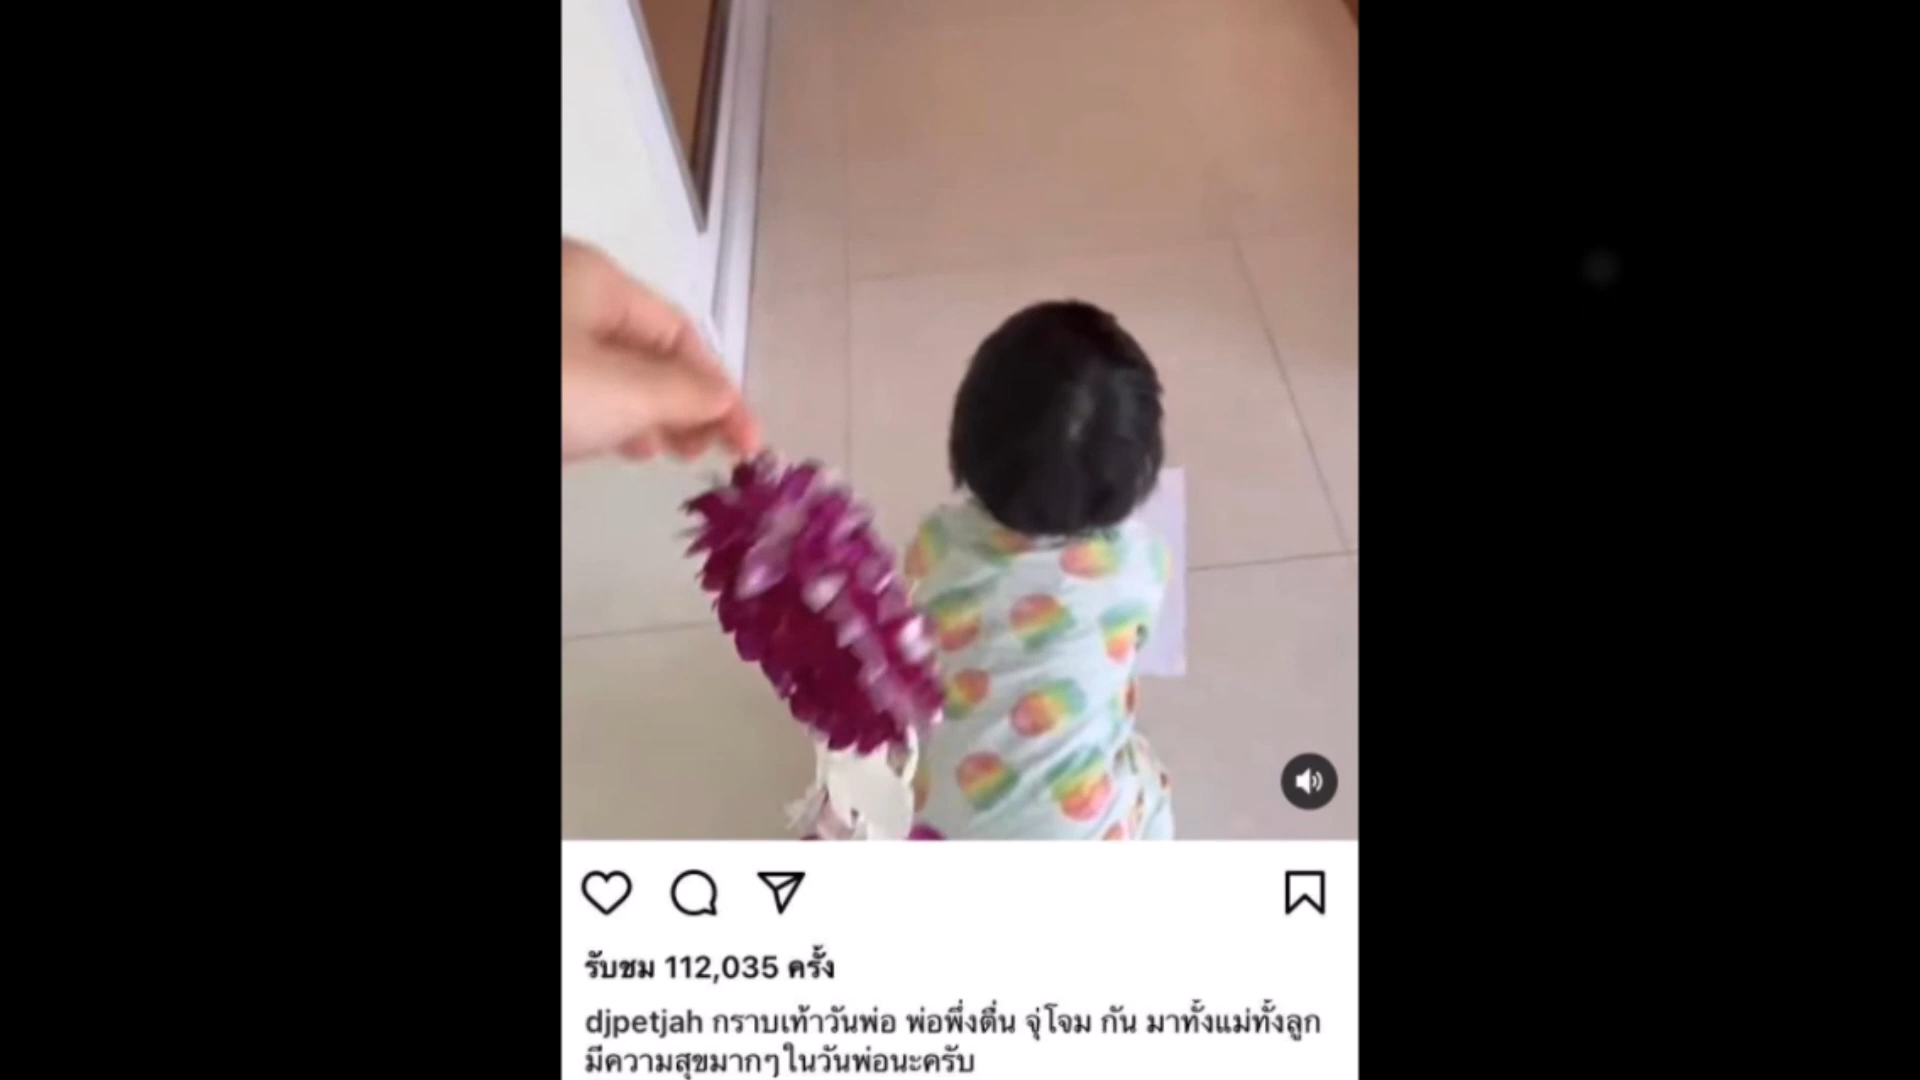 รับชม 112,035 ครั้ง
djpetjah กราบเท้าวันพ่อ พ่อพึ่งตื่น จุ่โจม กัน มาทั้งแม่ทั้งลูก
มีความสุขมากๆ ในวันพ่อนะครับ